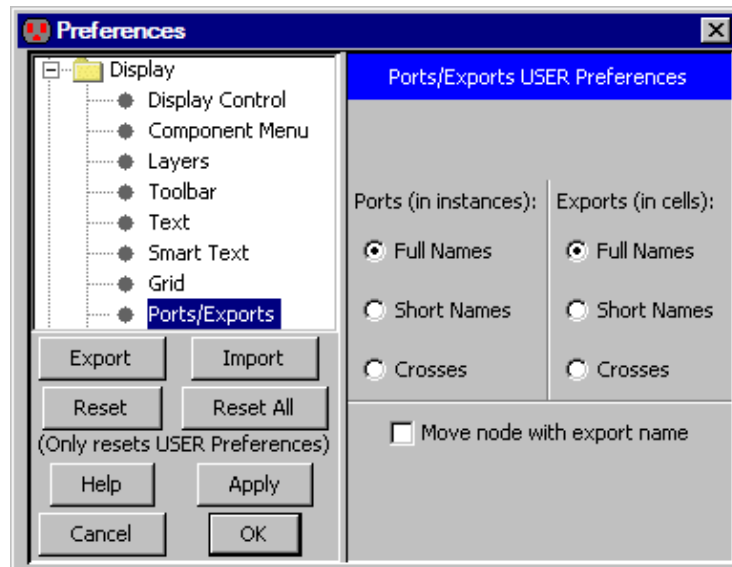 Preferences
Display
Display Control
Component Menu
Layers
Toolbar
Text
Smart Text
Grid
Ports/Exports
Export Import
Reset Reset All
(Only resets USER Preferences)
Help Apply
Cancel OK
Ports/Exports USER Preferences
Ports (in instances): Exports (in cells):
Full Names Full Names
Short Names Short Names
Crosses Crosses
Move node with export name